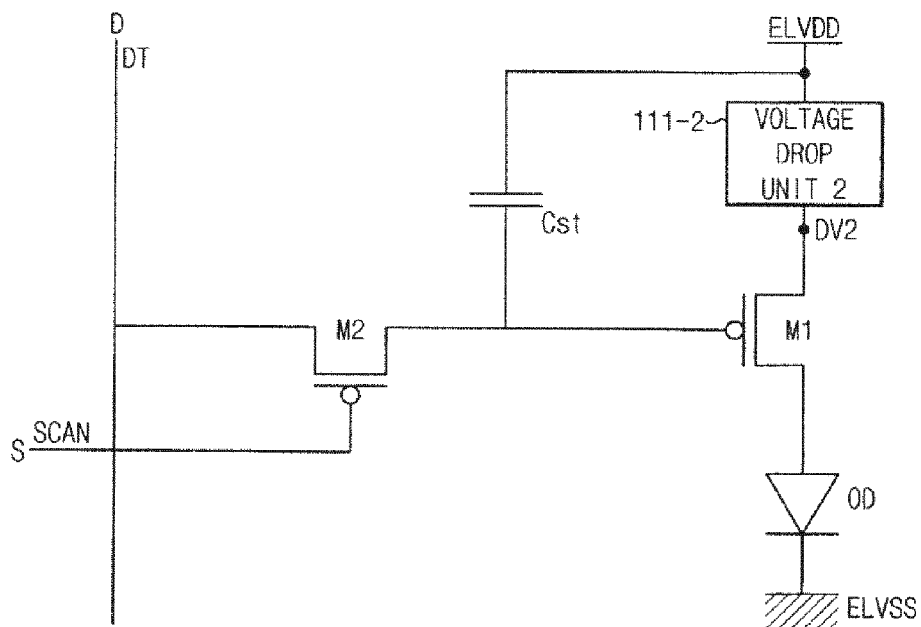 D
DT
ELVDD
111-2
VOLTAGE
DROP
UNIT 2
Cst
DV2
M2
M1
S
SCAN
OD
ELVSS